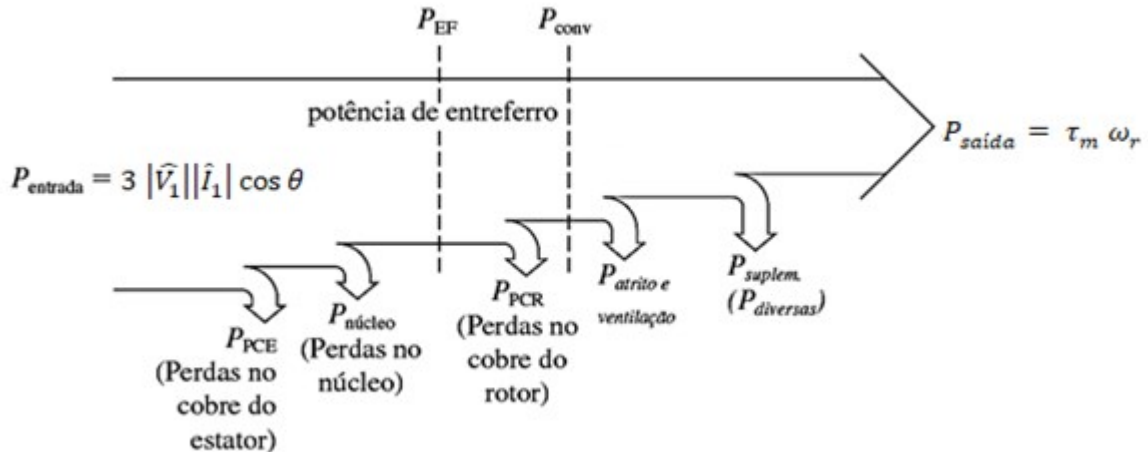 P_EF
P_conv
potência de entreferro
P_saída = τ_m ω_r
P_entrada = 3 |V̂_1||Î_1| cos θ
P_PCE
(Perdas no
cobre do
estator)
P_núcleo
(Perdas no
núcleo)
P_PCR
(Perdas no
cobre do
rotor)
P_atrito e
ventilação
P_suplem.
(P_diversas)